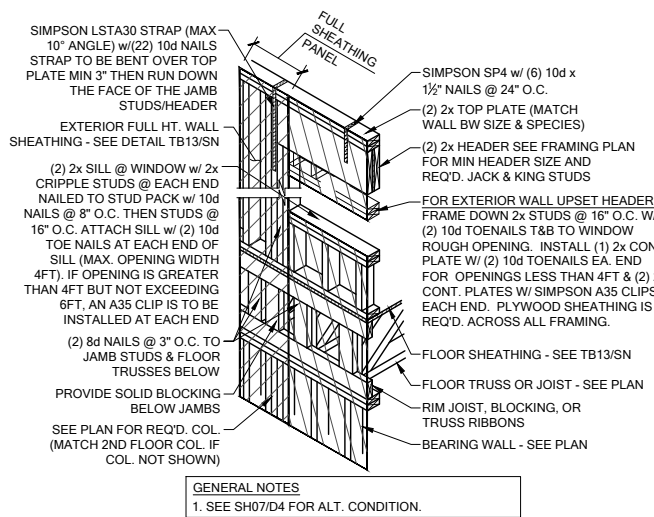 SIMPSON LSTA30 STRAP (MAX
10° ANGLE) w/(22) 10d NAILS
STRAP TO BE BENT OVER TOP
PLATE MIN 3" THEN RUN DOWN
THE FACE OF THE JAMB
STUDS/HEADER
EXTERIOR FULL HT. WALL
SHEATHING - SEE DETAIL TB13/SN
(2) 2x SILL @ WINDOW w/ 2x
CRIPPLE STUDS @ EACH END
NAILED TO STUD PACK w/ 10d
NAILS @ 8" O.C. THEN STUDS @
16" O.C. ATTACH SILL w/ (2) 10d
TOE NAILS AT EACH END OF
SILL (MAX. OPENING WIDTH
4FT). IF OPENING IS GREATER
THAN 4FT BUT NOT EXCEEDING
6FT, AN A35 CLIP IS TO BE
INSTALLED AT EACH END
(2) 8d NAILS @ 3" O.C. TO
JAMB STUDS & FLOOR
TRUSSES BELOW
PROVIDE SOLID BLOCKING
BELOW JAMBS
SEE PLAN FOR REQ'D. COL.
(MATCH 2ND FLOOR COL. IF
COL. NOT SHOWN)
FULL
SHEATHING
PANEL
SIMPSON SP4 w/ (6) 10d x
1½" NAILS @ 24" O.C.
(2) 2x TOP PLATE (MATCH
WALL BW SIZE & SPECIES)
(2) 2x HEADER SEE FRAMING PLAN
FOR MIN HEADER SIZE AND
REQ'D. JACK & KING STUDS
FOR EXTERIOR WALL UPSET HEADER
FRAME DOWN 2x STUDS @ 16" O.C. W/
(2) 10d TOENAILS T&B TO WINDOW
ROUGH OPENING. INSTALL (1) 2x CON
PLATE W/ (2) 10d TOENAILS EA. END
FOR OPENINGS LESS THAN 4FT & (2)
CONT. PLATES W/ SIMPSON A35 CLIPS
EACH END. PLYWOOD SHEATHING IS
REQ'D. ACROSS ALL FRAMING.
FLOOR SHEATHING - SEE TB13/SN
FLOOR TRUSS OR JOIST - SEE PLAN
RIM JOIST, BLOCKING, OR
TRUSS RIBBONS
BEARING WALL - SEE PLAN
GENERAL NOTES
1. SEE SH07/D4 FOR ALT. CONDITION.